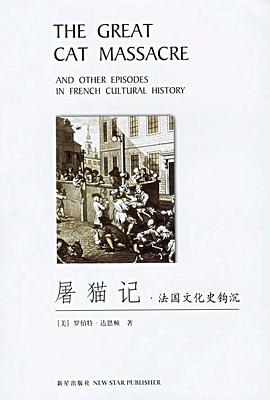 THE GREAT
CAT MASSACRE
AND OTHER EPISODES
IN FRENCH CULTURAL HISTORY
屠猫记·法国文化史钩沉
[美] 罗伯特·达恩顿 著
新星出版社 NEW STAR PUBLISHER